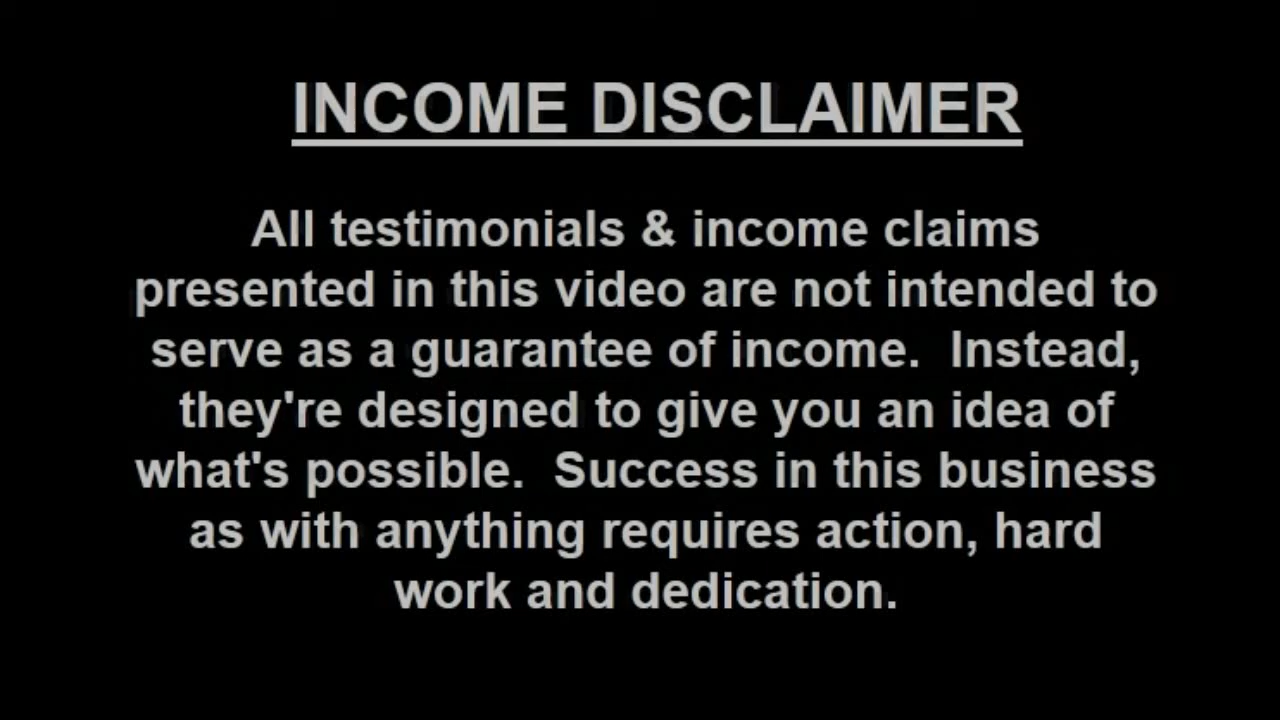 INCOME DISCLAIMER
All testimonials & income claims
presented in this video are not intended to
serve as a guarantee of income.  Instead,
they're designed to give you an idea of
what's possible.  Success in this business
as with anything requires action, hard
work and dedication.